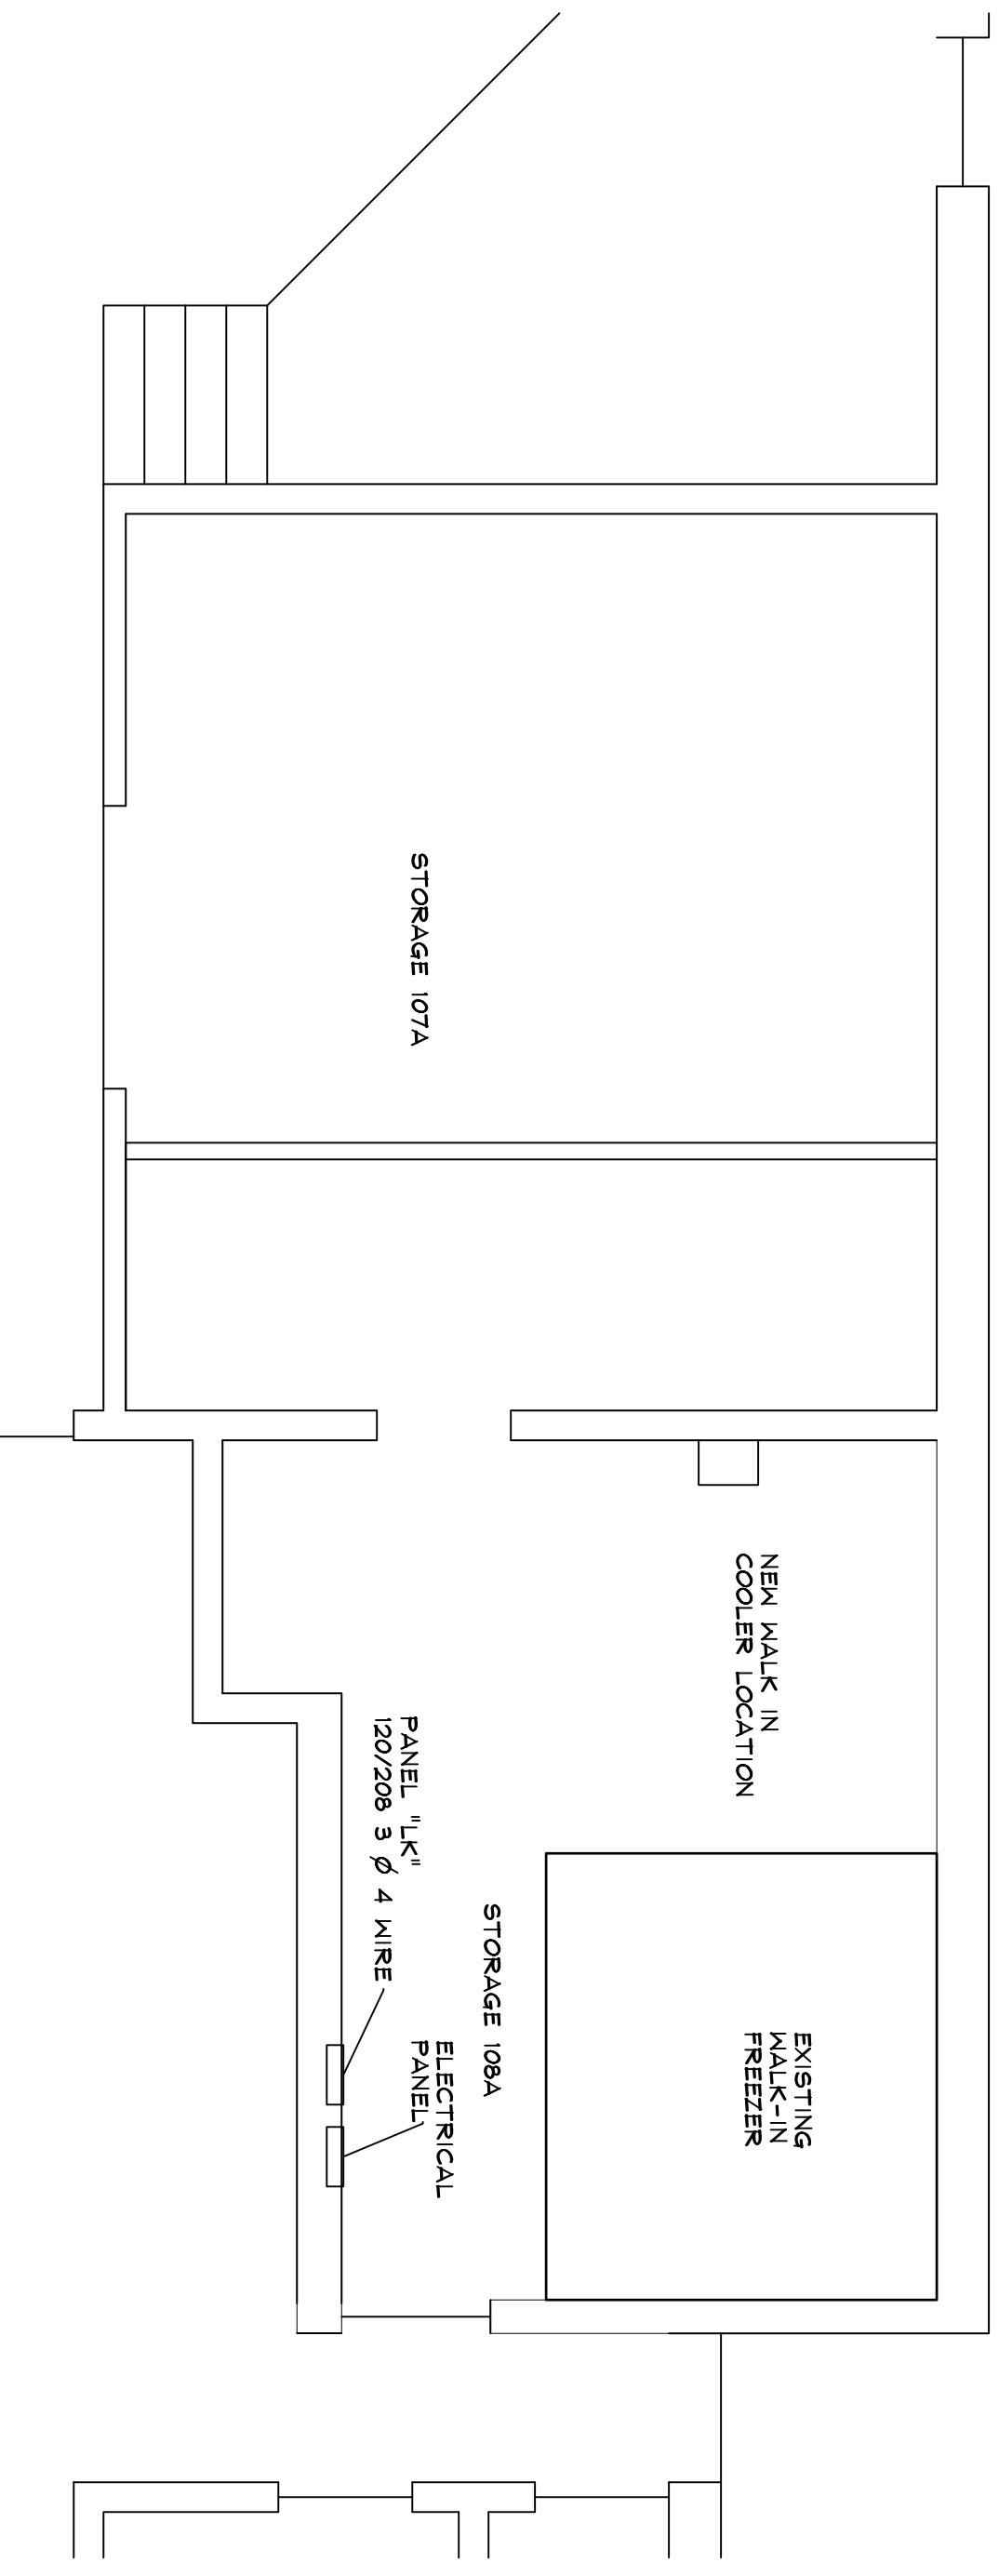 STORAGE 107A
NEW WALK IN
COOLER LOCATION
PANEL "LK"
120/208 3 Ø 4 WIRE
STORAGE 108A
EXISTING
WALK-IN
FREEZER
ELECTRICAL
PANEL